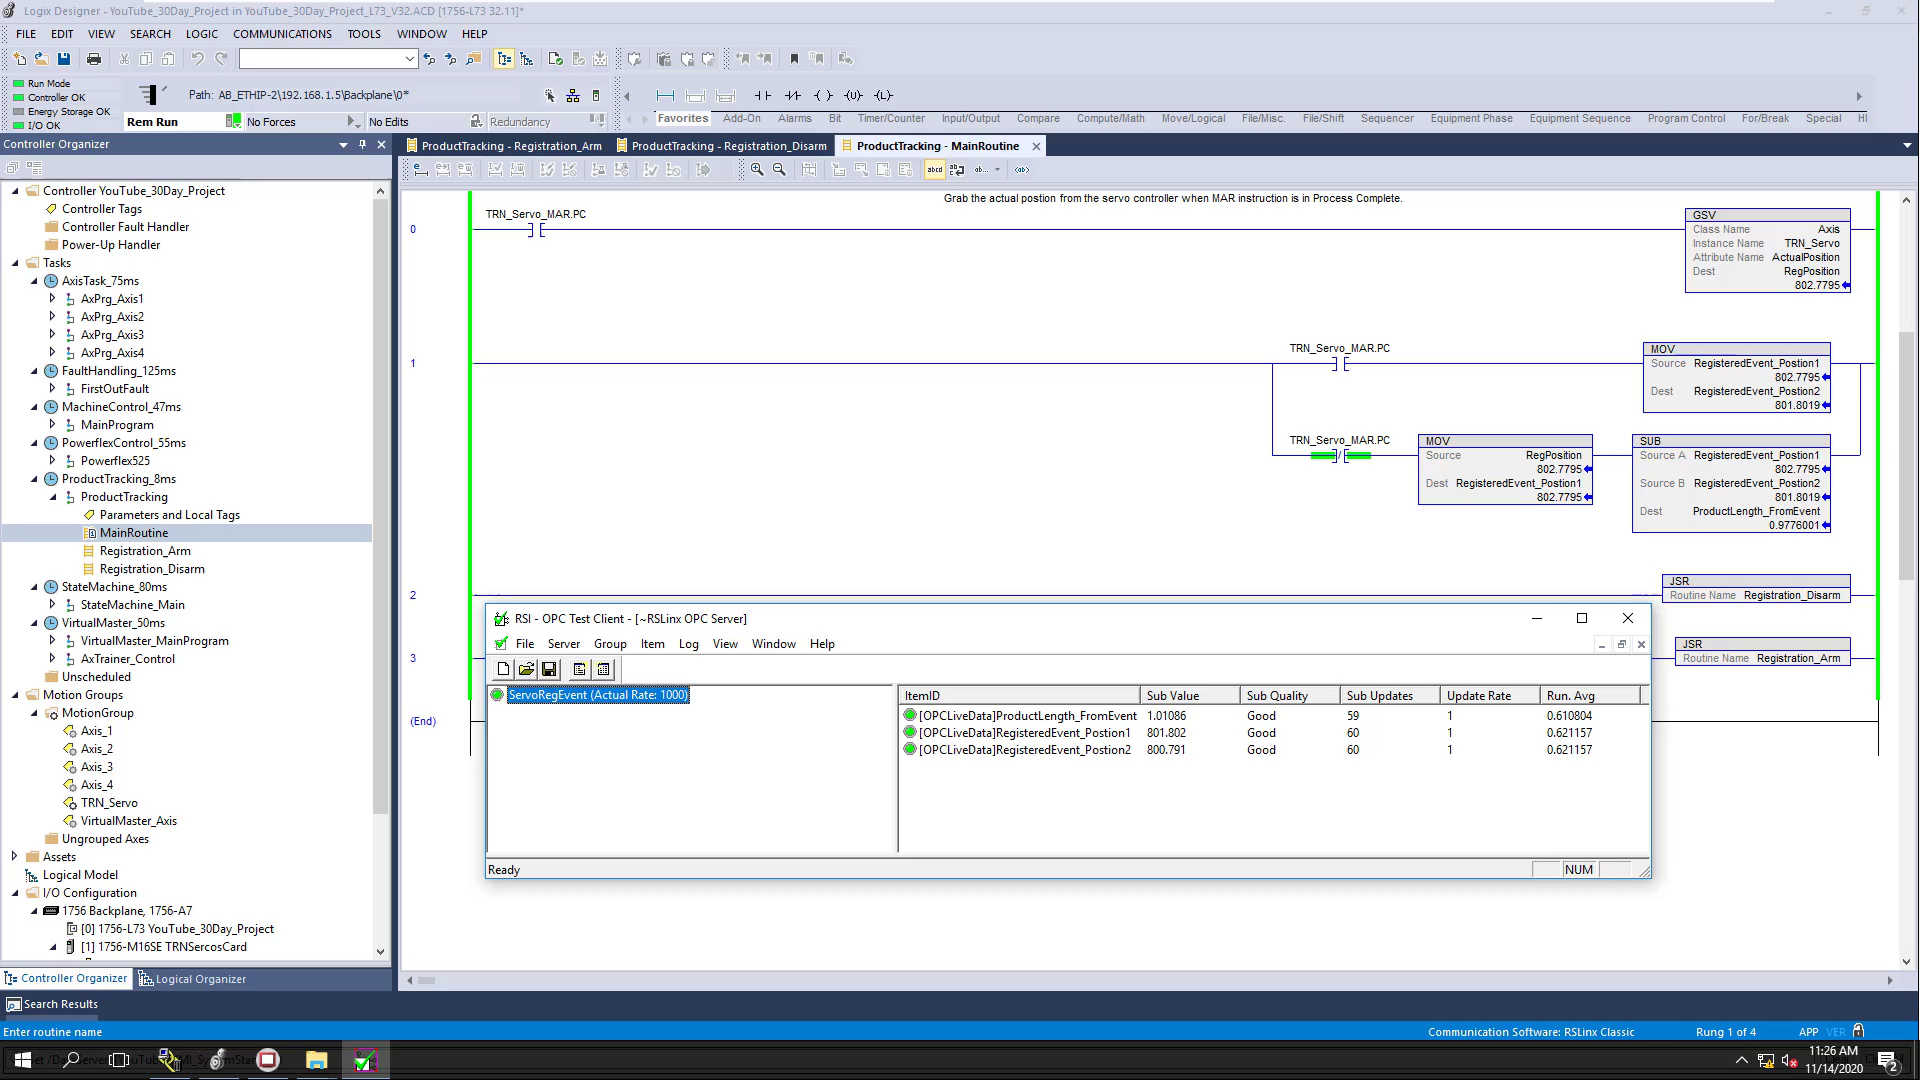 Logix Designer - YouTube_30Day_Project in YouTube_30Day_Project_L73_V32.ACD [1756-L73 32.11]*
FILE EDIT VIEW SEARCH LOGIC COMMUNICATIONS TOOLS WINDOW HELP
Run Mode
Controller OK
Energy Storage OK
I/O OK
Path: AB_ETHIP-2\192.168.1.5\Backplane\0*
Rem Run No Forces No Edits Redundancy
Favorites Add-On Alarms Bit Timer/Counter Input/Output Compare Compute/Math Move/Logical File/Misc. File/Shift Sequencer Equipment Phase Equipment Sequence Program Control For/Break Special HI
Controller Organizer
ProductTracking - Registration_Arm ProductTracking - Registration_Disarm ProductTracking - MainRoutine
Controller YouTube_30Day_Project
Controller Tags
Controller Fault Handler
Power-Up Handler
Tasks
AxisTask_75ms
AxPrg_Axis1
AxPrg_Axis2
AxPrg_Axis3
AxPrg_Axis4
FaultHandling_125ms
FirstOutFault
MachineControl_47ms
MainProgram
PowerflexControl_55ms
Powerflex525
ProductTracking_8ms
ProductTracking
Parameters and Local Tags
MainRoutine
Registration_Arm
Registration_Disarm
StateMachine_80ms
StateMachine_Main
VirtualMaster_50ms
VirtualMaster_MainProgram
AxTrainer_Control
Unscheduled
Motion Groups
MotionGroup
Axis_1
Axis_2
Axis_3
Axis_4
TRN_Servo
VirtualMaster_Axis
Ungrouped Axes
Assets
Logical Model
I/O Configuration
1756 Backplane, 1756-A7
[0] 1756-L73 YouTube_30Day_Project
[1] 1756-M16SE TRNSercosCard
Controller Organizer Logical Organizer
Grab the actual postion from the servo controller when MAR instruction is in Process Complete.
0
TRN_Servo_MAR.PC
GSV
Class Name Axis
Instance Name TRN_Servo
Attribute Name ActualPosition
Dest RegPosition
802.7795
1
TRN_Servo_MAR.PC
MOV
Source RegisteredEvent_Postion1
802.7795
Dest RegisteredEvent_Postion2
801.8019
TRN_Servo_MAR.PC
MOV
Source RegPosition
802.7795
Dest RegisteredEvent_Postion1
802.7795
SUB
Source A RegisteredEvent_Postion1
802.7795
Source B RegisteredEvent_Postion2
801.8019
Dest ProductLength_FromEvent
0.9776001
2
JSR
Routine Name Registration_Disarm
3
JSR
Routine Name Registration_Arm
(End)
RSI - OPC Test Client - [~RSLinx OPC Server]
File Server Group Item Log View Window Help
ServoRegEvent (Actual Rate: 1000)
ItemID Sub Value Sub Quality Sub Updates Update Rate Run. Avg
[OPCLiveData]ProductLength_FromEvent 1.01086 Good 59 1 0.610804
[OPCLiveData]RegisteredEvent_Postion1 801.802 Good 60 1 0.621157
[OPCLiveData]RegisteredEvent_Postion2 800.791 Good 60 1 0.621157
Ready NUM
Search Results
Enter routine name Communication Software: RSLinx Classic Rung 1 of 4 APP VER
11:26 AM
11/14/2020
2